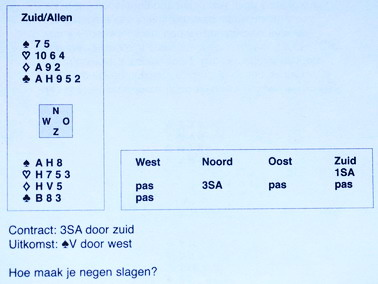 Zuid/Allen
♠ 7 5
♡ 10 6 4
♢ A 9 2
♣ A H 9 5 2
N
W O
Z
♠ A H 8
♡ H 7 5 3
♢ H V 5
♣ B 8 3
West Noord Oost Zuid
1SA
pas 3SA pas pas
pas
Contract: 3SA door zuid
Uitkomst: ♠V door west
Hoe maak je negen slagen?